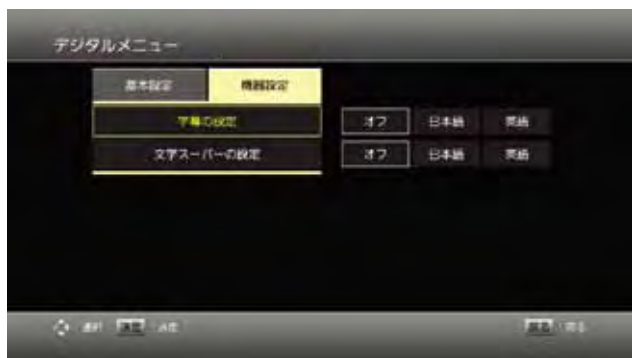 デジタルメニュー
基本設定 機器設定
字幕の設定 オフ 日本語 英語
文字スーパーの設定 オフ 日本語 英語
選択 決定 決定 戻る